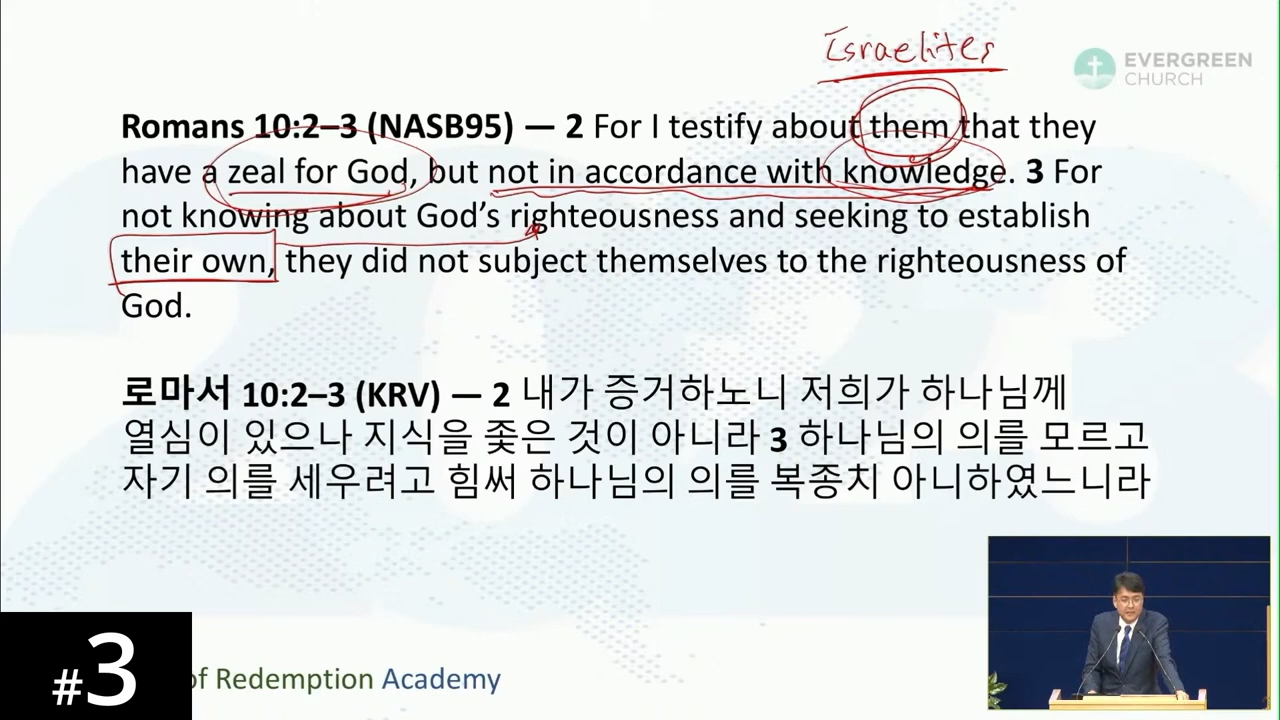 Israelites
EVERGREEN
CHURCH
Romans 10:2–3 (NASB95) — 2 For I testify about them that they
have a zeal for God, but not in accordance with knowledge. 3 For
not knowing about God’s righteousness and seeking to establish
their own, they did not subject themselves to the righteousness of
God.
로마서 10:2–3 (KRV) — 2 내가 증거하노니 저희가 하나님께
열심이 있으나 지식을 좇은 것이 아니라 3 하나님의 의를 모르고
자기 의를 세우려고 힘써 하나님의 의를 복종치 아니하였느니라
#3
of Redemption Academy